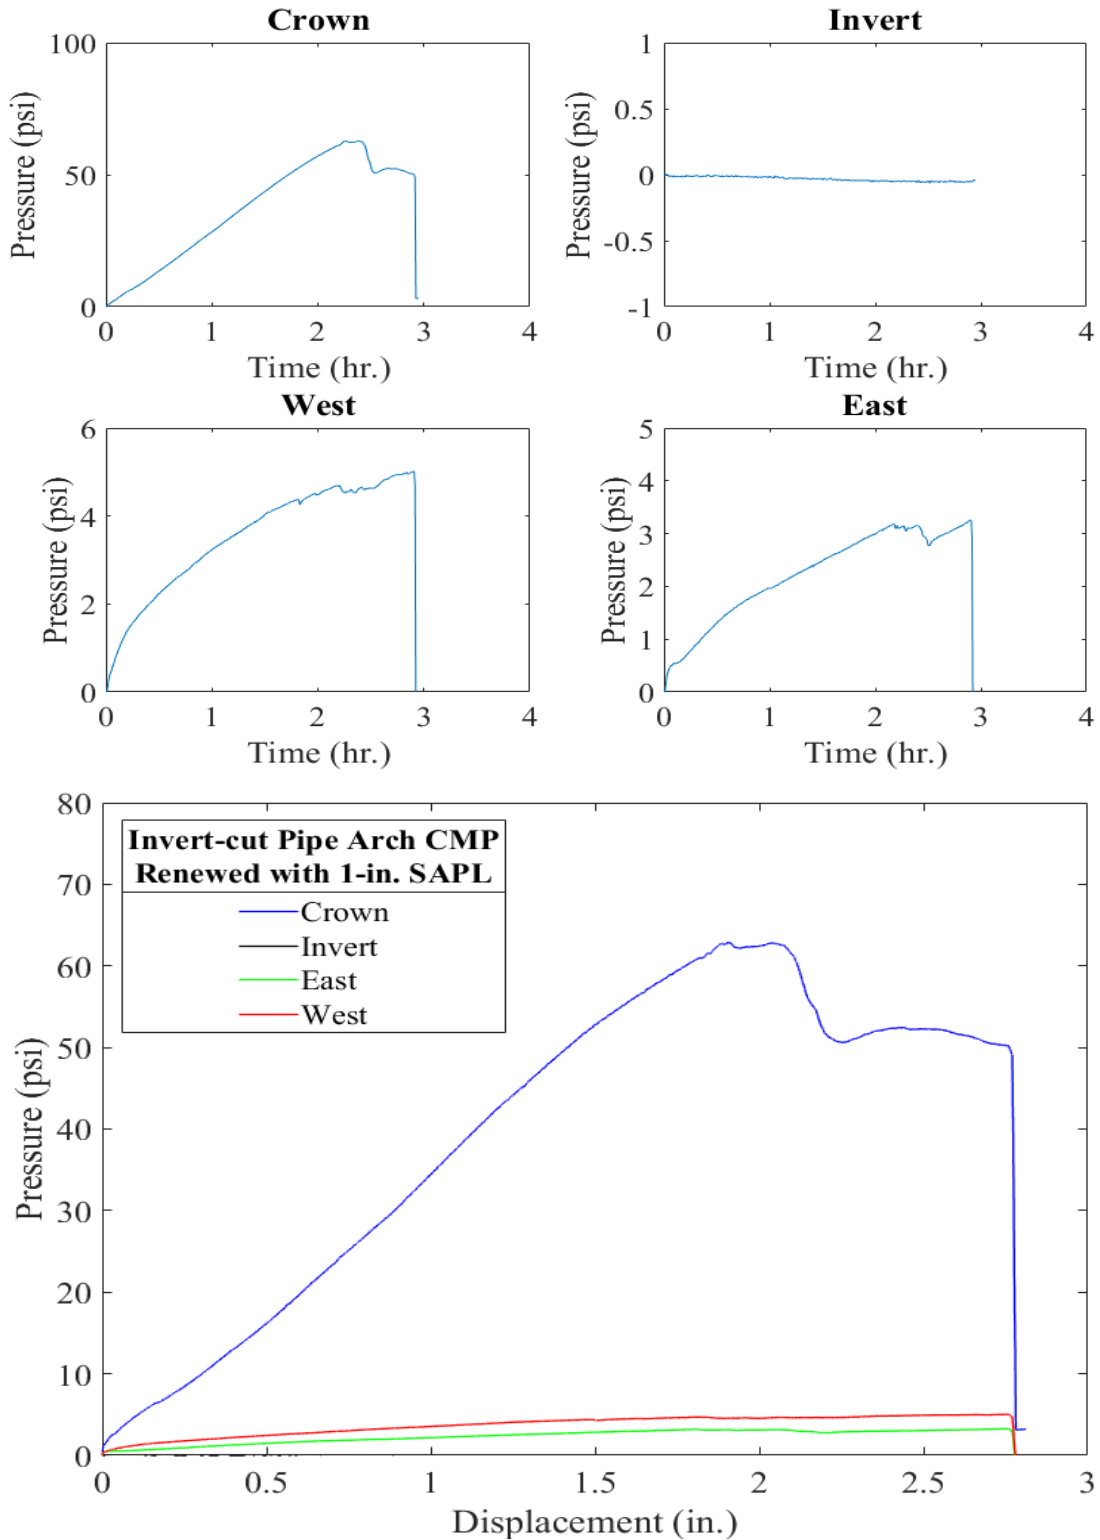 Crown
100
50
0
0 1 2 3 4
Pressure (psi)
Time (hr.)
Invert
1
0.5
0
-0.5
-1
0 1 2 3 4
Pressure (psi)
Time (hr.)
West
6
4
2
0
0 1 2 3 4
Pressure (psi)
Time (hr.)
East
5
4
3
2
1
0
0 1 2 3 4
Pressure (psi)
Time (hr.)
80
70
60
50
40
30
20
10
0
Pressure (psi)
Invert-cut Pipe Arch CMP
Renewed with 1-in. SAPL
Crown
Invert
East
West
0 0.5 1 1.5 2 2.5 3
Displacement (in.)